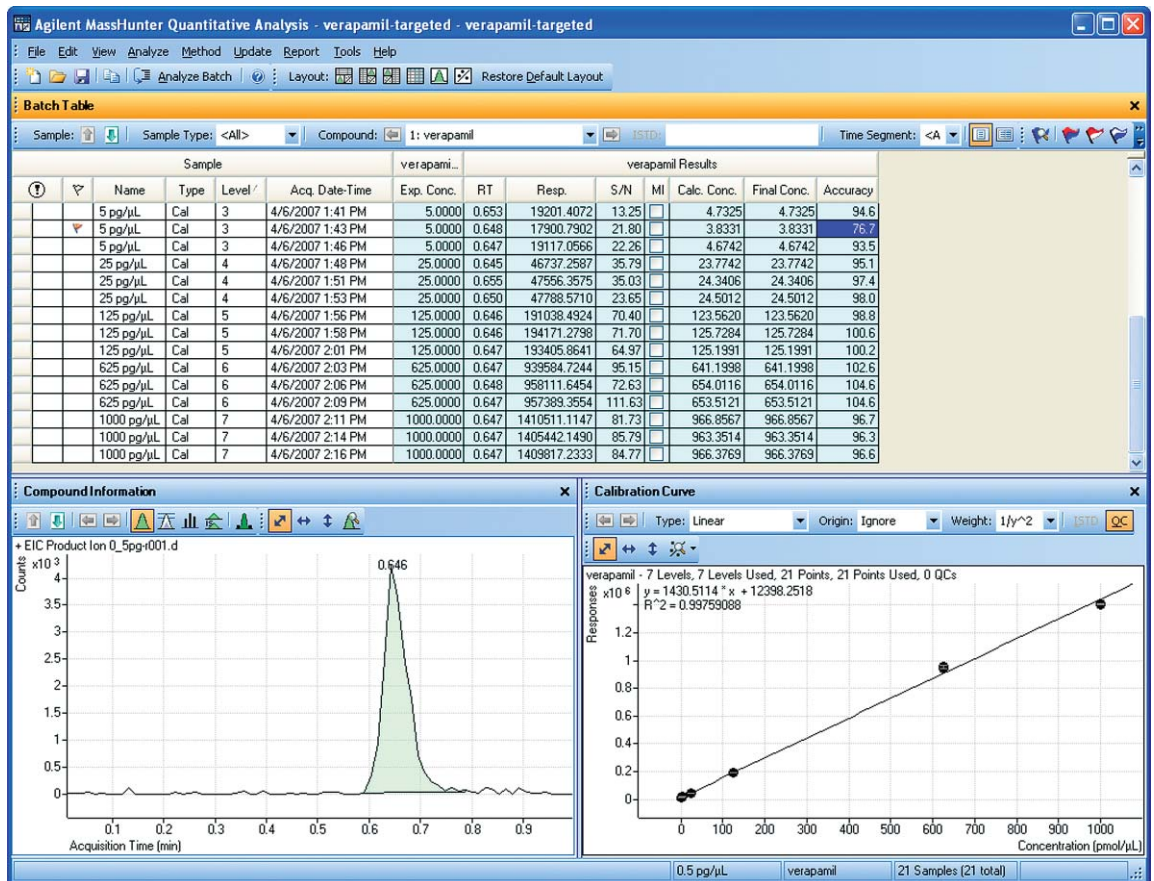 Agilent MassHunter Quantitative Analysis - verapamil-targeted - verapamil-targeted
File Edit View Analyze Method Update Report Tools Help
Analyze Batch Layout: Restore Default Layout
Batch Table
Sample: Sample Type: <All> Compound: 1: verapamil ISTD: Time Segment: <A
Sample verapami... verapamil Results
Name Type Level Acq. Date-Time Exp. Conc. RT Resp. S/N MI Calc. Conc. Final Conc. Accuracy
5 pg/µL Cal 3 4/6/2007 1:41 PM 5.0000 0.653 19201.4072 13.25 4.7325 4.7325 94.6
5 pg/µL Cal 3 4/6/2007 1:43 PM 5.0000 0.648 17900.7902 21.80 3.8331 3.8331 76.7
5 pg/µL Cal 3 4/6/2007 1:46 PM 5.0000 0.647 19117.0566 22.26 4.6742 4.6742 93.5
25 pg/µL Cal 4 4/6/2007 1:48 PM 25.0000 0.645 46737.2587 35.79 23.7742 23.7742 95.1
25 pg/µL Cal 4 4/6/2007 1:51 PM 25.0000 0.655 47556.3575 35.03 24.3406 24.3406 97.4
25 pg/µL Cal 4 4/6/2007 1:53 PM 25.0000 0.650 47788.5710 23.65 24.5012 24.5012 98.0
125 pg/µL Cal 5 4/6/2007 1:56 PM 125.0000 0.646 191038.4924 70.40 123.5620 123.5620 98.8
125 pg/µL Cal 5 4/6/2007 1:58 PM 125.0000 0.646 194171.2798 71.70 125.7284 125.7284 100.6
125 pg/µL Cal 5 4/6/2007 2:01 PM 125.0000 0.647 193405.8641 64.97 125.1991 125.1991 100.2
625 pg/µL Cal 6 4/6/2007 2:03 PM 625.0000 0.647 939584.7244 95.15 641.1998 641.1998 102.6
625 pg/µL Cal 6 4/6/2007 2:06 PM 625.0000 0.648 958111.6454 72.63 654.0116 654.0116 104.6
625 pg/µL Cal 6 4/6/2007 2:09 PM 625.0000 0.647 957389.3554 111.63 653.5121 653.5121 104.6
1000 pg/µL Cal 7 4/6/2007 2:11 PM 1000.0000 0.647 1410511.1147 81.73 966.8567 966.8567 96.7
1000 pg/µL Cal 7 4/6/2007 2:14 PM 1000.0000 0.647 1405442.1490 85.79 963.3514 963.3514 96.3
1000 pg/µL Cal 7 4/6/2007 2:16 PM 1000.0000 0.647 1409817.2333 84.77 966.3769 966.3769 96.6
Compound Information
+ EIC Product Ion 0_5pg-r001.d
Counts
x10 3
0.646
4
3.5
3
2.5
2
1.5
1
0.5
0
0.1 0.2 0.3 0.4 0.5 0.6 0.7 0.8 0.9
Acquisition Time (min)
Calibration Curve
Type: Linear Origin: Ignore Weight: 1/y^2 ISTD QC
verapamil - 7 Levels, 7 Levels Used, 21 Points, 21 Points Used, 0 QCs
Responses
x10 6
y = 1430.5114 * x + 12398.2518
R^2 = 0.99759088
1.2
1
0.8
0.6
0.4
0.2
0
0 100 200 300 400 500 600 700 800 900 1000
Concentration (pmol/µL)
0.5 pg/µL verapamil 21 Samples (21 total)